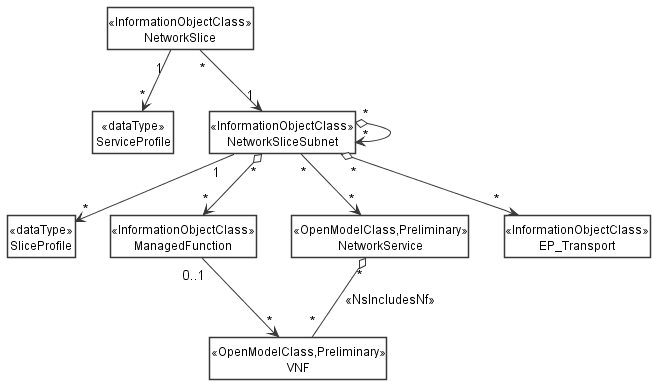 «InformationObjectClass»
NetworkSlice
1
*
*
1
«dataType»
ServiceProfile
«InformationObjectClass»
NetworkSliceSubnet
*
*
1
*
*
*
*
*
*
*
«dataType»
SliceProfile
«InformationObjectClass»
ManagedFunction
«OpenModelClass,Preliminary»
NetworkService
«InformationObjectClass»
EP_Transport
0..1
*
*
«NsIncludesNf»
*
«OpenModelClass,Preliminary»
VNF